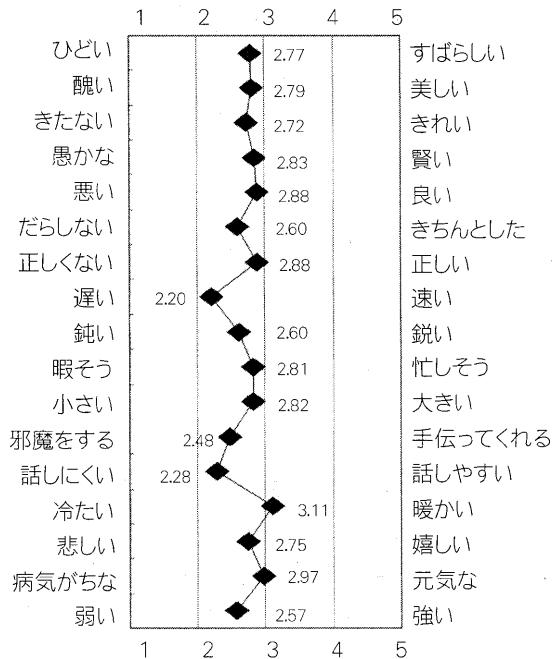 1 2 3 4 5
ひどい 2.77 すばらしい
醜い 2.79 美しい
きたない 2.72 きれい
愚かな 2.83 賢い
悪い 2.88 良い
だらしない 2.60 きちんとした
正しくない 2.88 正しい
遅い 2.20 速い
鈍い 2.60 鋭い
暇そう 2.81 忙しそう
小さい 2.82 大きい
邪魔をする 2.48 手伝ってくれる
話しにくい 2.28 話しやすい
冷たい 3.11 暖かい
悲しい 2.75 嬉しい
病気がちな 2.97 元気な
弱い 2.57 強い
1 2 3 4 5